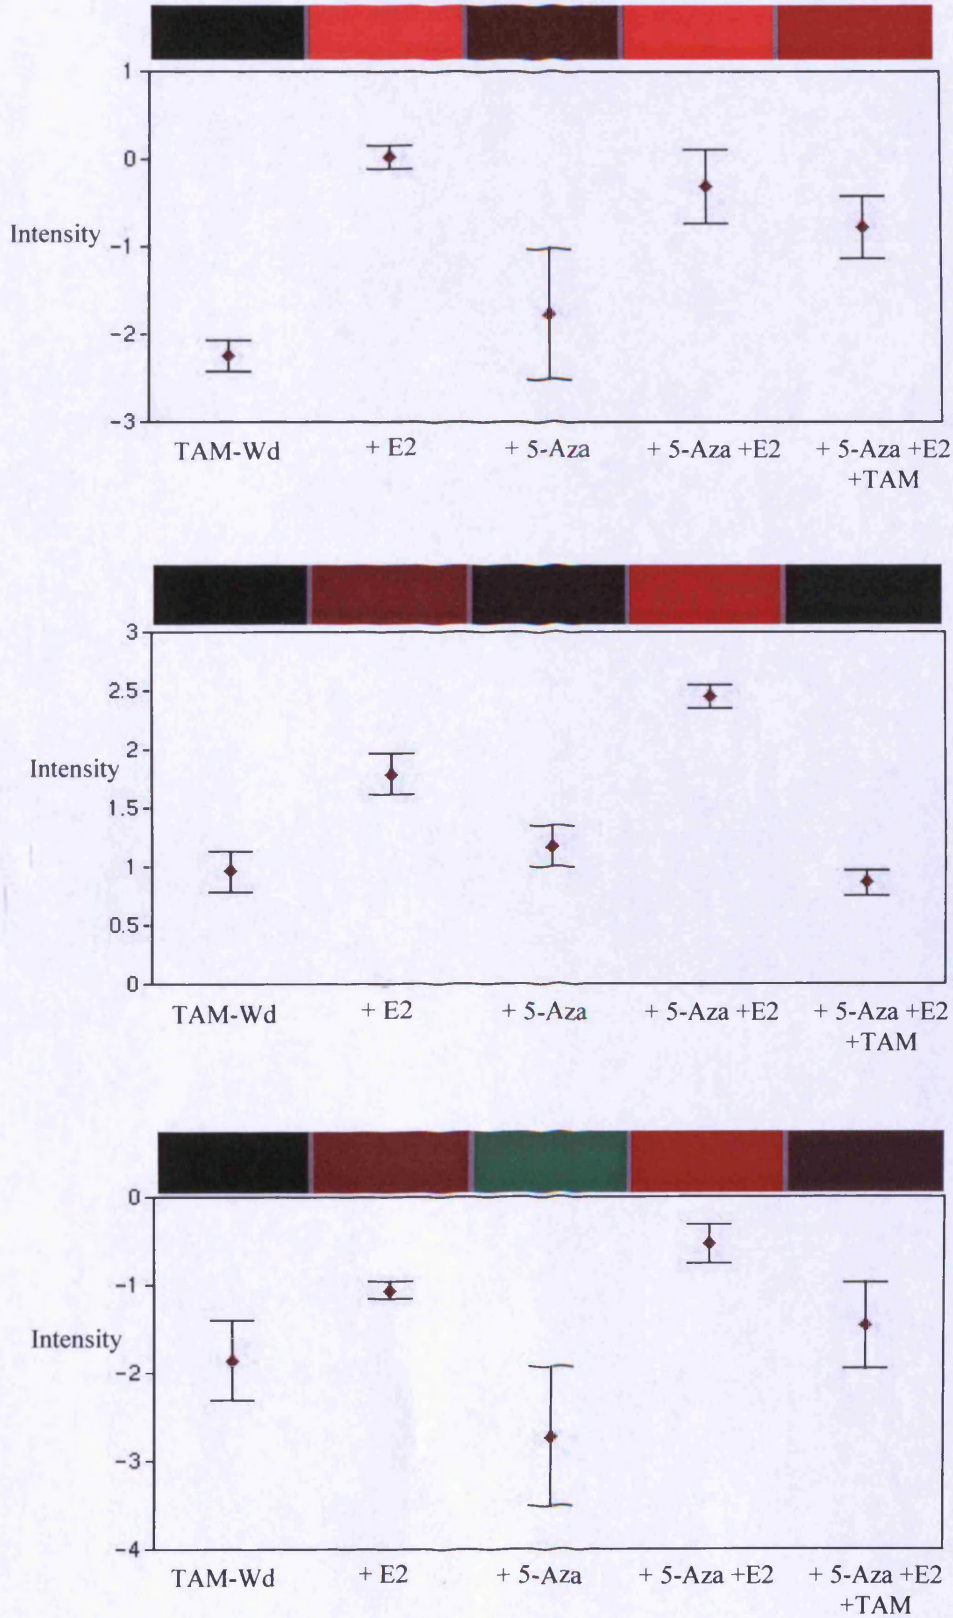 1
0
Intensity
-1
-2
-3
TAM-Wd + E2 + 5-Aza + 5-Aza +E2 + 5-Aza +E2
+TAM
3
2.5
2
Intensity
1.5
1
0.5
0
TAM-Wd + E2 + 5-Aza + 5-Aza +E2 + 5-Aza +E2
+TAM
0
-1
Intensity
-2
-3
-4
TAM-Wd + E2 + 5-Aza + 5-Aza +E2 + 5-Aza +E2
+TAM